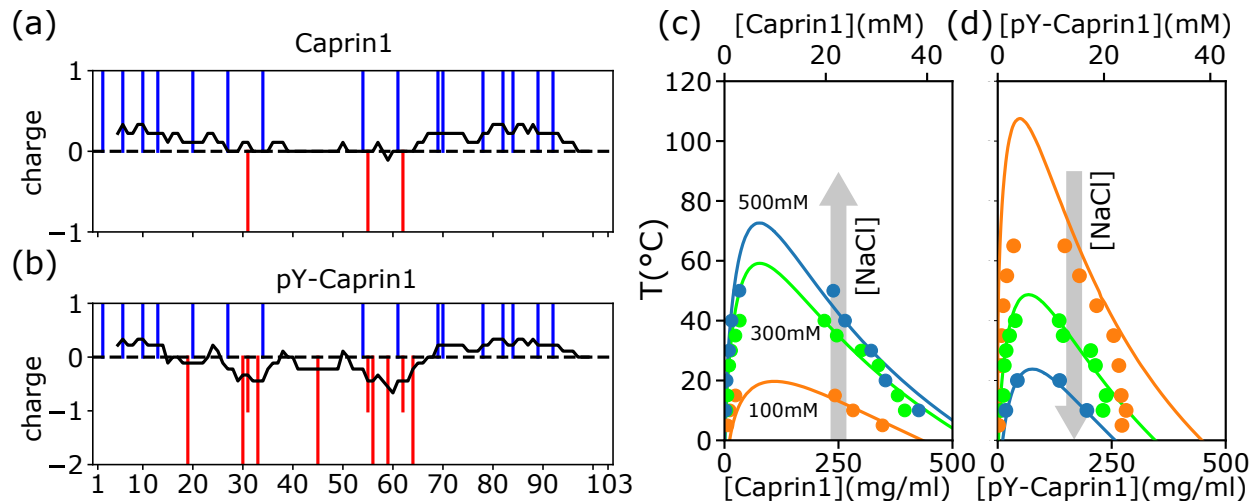 (a)
Caprin1
1
0
−1
charge
(b)
pY-Caprin1
1
0
−1
−2
charge
1 10 20 30 40 50 60 70 80 90 103
(c)
[Caprin1](mM)
0 20 40
120
100
80
60
40
20
0
T(°C)
500mM
300mM
100mM
[NaCl]
0 250 500
[Caprin1](mg/ml)
(d)
[pY-Caprin1](mM)
0 20 40
[NaCl]
0 250 500
[pY-Caprin1](mg/ml)